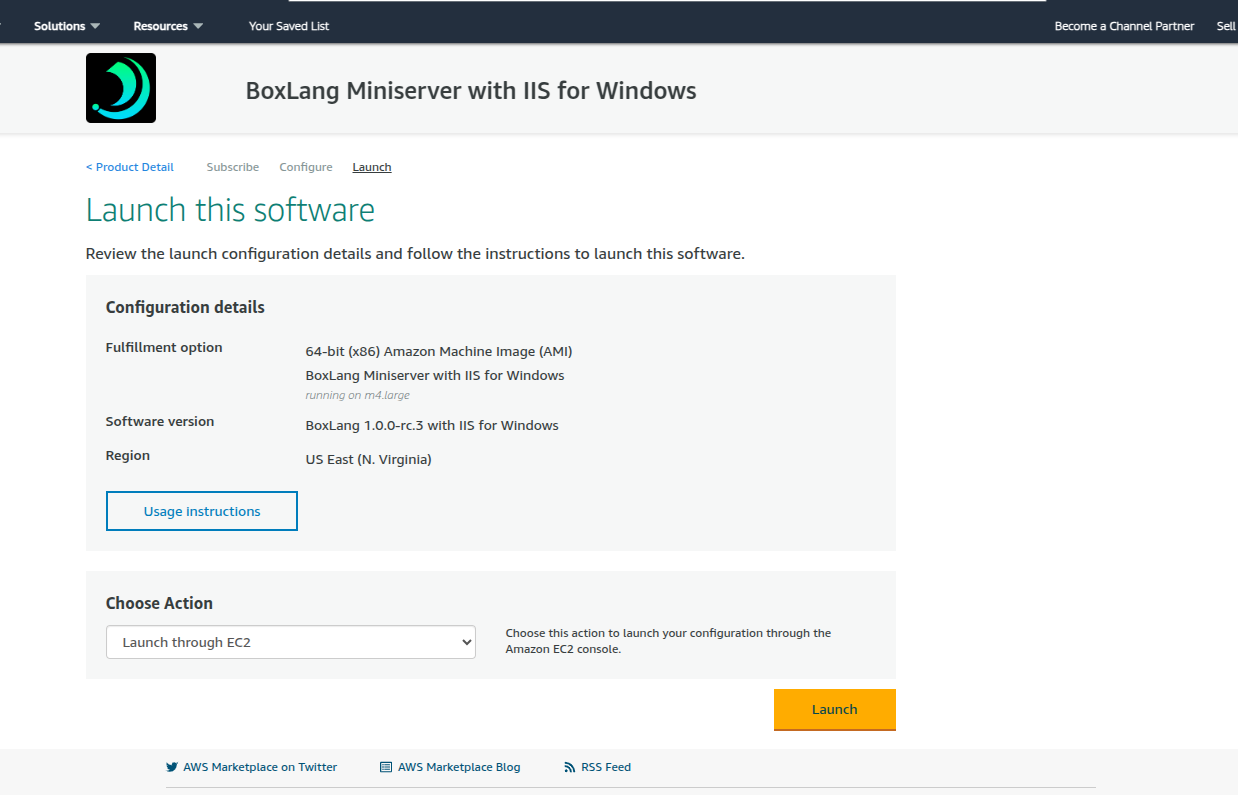 Solutions Resources Your Saved List Become a Channel Partner Sell
BoxLang Miniserver with IIS for Windows
< Product Detail Subscribe Configure Launch
Launch this software
Review the launch configuration details and follow the instructions to launch this software.
Configuration details
Fulfillment option
64-bit (x86) Amazon Machine Image (AMI)
BoxLang Miniserver with IIS for Windows
running on m4.large
Software version
BoxLang 1.0.0-rc.3 with IIS for Windows
Region
US East (N. Virginia)
Usage instructions
Choose Action
Launch through EC2
Choose this action to launch your configuration through the
Amazon EC2 console.
Launch
AWS Marketplace on Twitter AWS Marketplace Blog RSS Feed